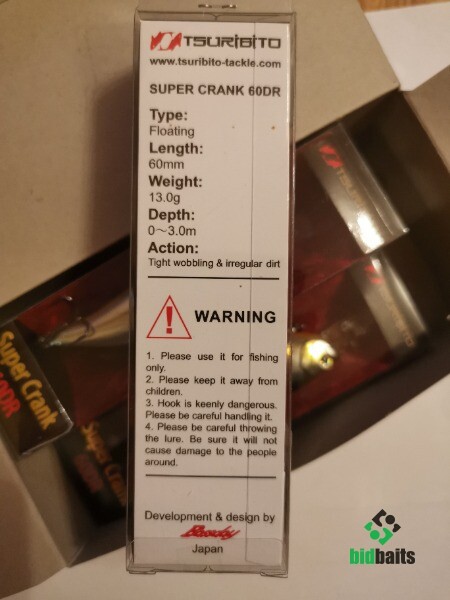 TSURIBITO
www.tsuribito-tackle.com
SUPER CRANK 60DR
Type:
Floating
Length:
60mm
Weight:
13.0g
Depth:
0～3.0m
Action:
Tight wobbling & irregular dirt
WARNING
1. Please use it for fishing
only.
2. Please keep it away from
children.
3. Hook is keenly dangerous.
Please be careful handling it.
4. Please be careful throwing
the lure. Be sure it will not
cause damage to the people
around.
Development & design by
Japan
TSURIBITO
TSURIBITO
Super Crank
Super Crank
bidbaits